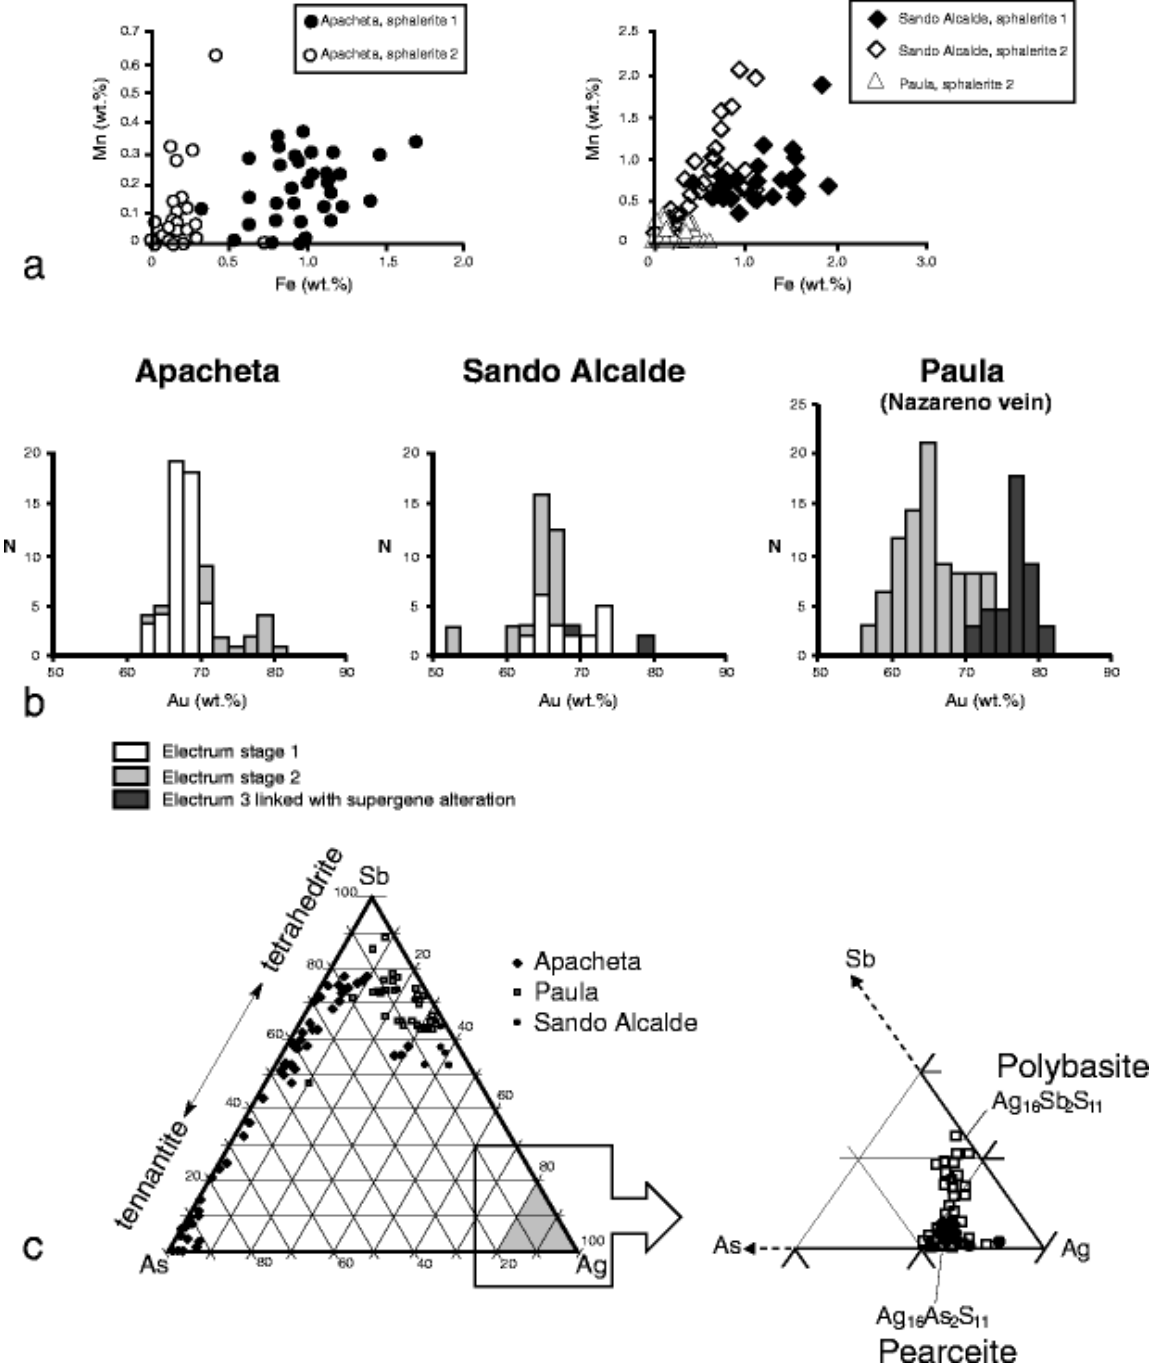 Apacheta, sphalerite 1
Apacheta, sphalerite 2
0.7
0.6
0.5
0.4
0.3
0.2
0.1
0
Mn (wt.%)
0 0.5 1.0 1.5 2.0
Fe (wt.%)
Sando Alcalde, sphalerite 1
Sando Alcalde, sphalerite 2
Paula, sphalerite 2
2.5
2.0
1.5
1.0
0.5
0
Mn (wt.%)
0 1.0 2.0 3.0
Fe (wt.%)
a
Apacheta
20
15
10
5
0
N
50 60 70 80 90
Au (wt.%)
Sando Alcalde
20
15
10
5
0
N
50 60 70 80 90
Au (wt.%)
Paula
(Nazareno vein)
25
20
15
10
5
0
N
50 60 70 80 90
Au (wt.%)
b
Electrum stage 1
Electrum stage 2
Electrum 3 linked with supergene alteration
Sb
100
80
60
40
20
tetrahedrite
tennantite
20
40
60
80
100
As
80 60 40 20
Ag
Apacheta
Paula
Sando Alcalde
c
Sb
Polybasite
Ag16Sb2S11
As
Ag
Ag16As2S11
Pearceite